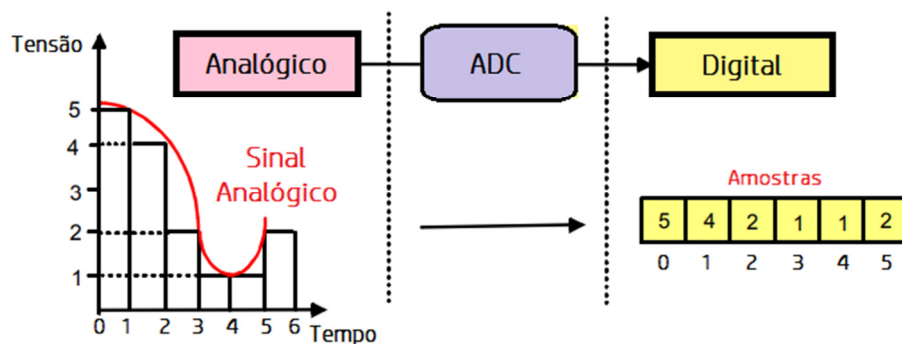 Tensão
Analógico
ADC
Digital
5
4
3
2
1
Sinal
Analógico
0 1 2 3 4 5 6
Tempo
Amostras
5 4 2 1 1 2
0 1 2 3 4 5